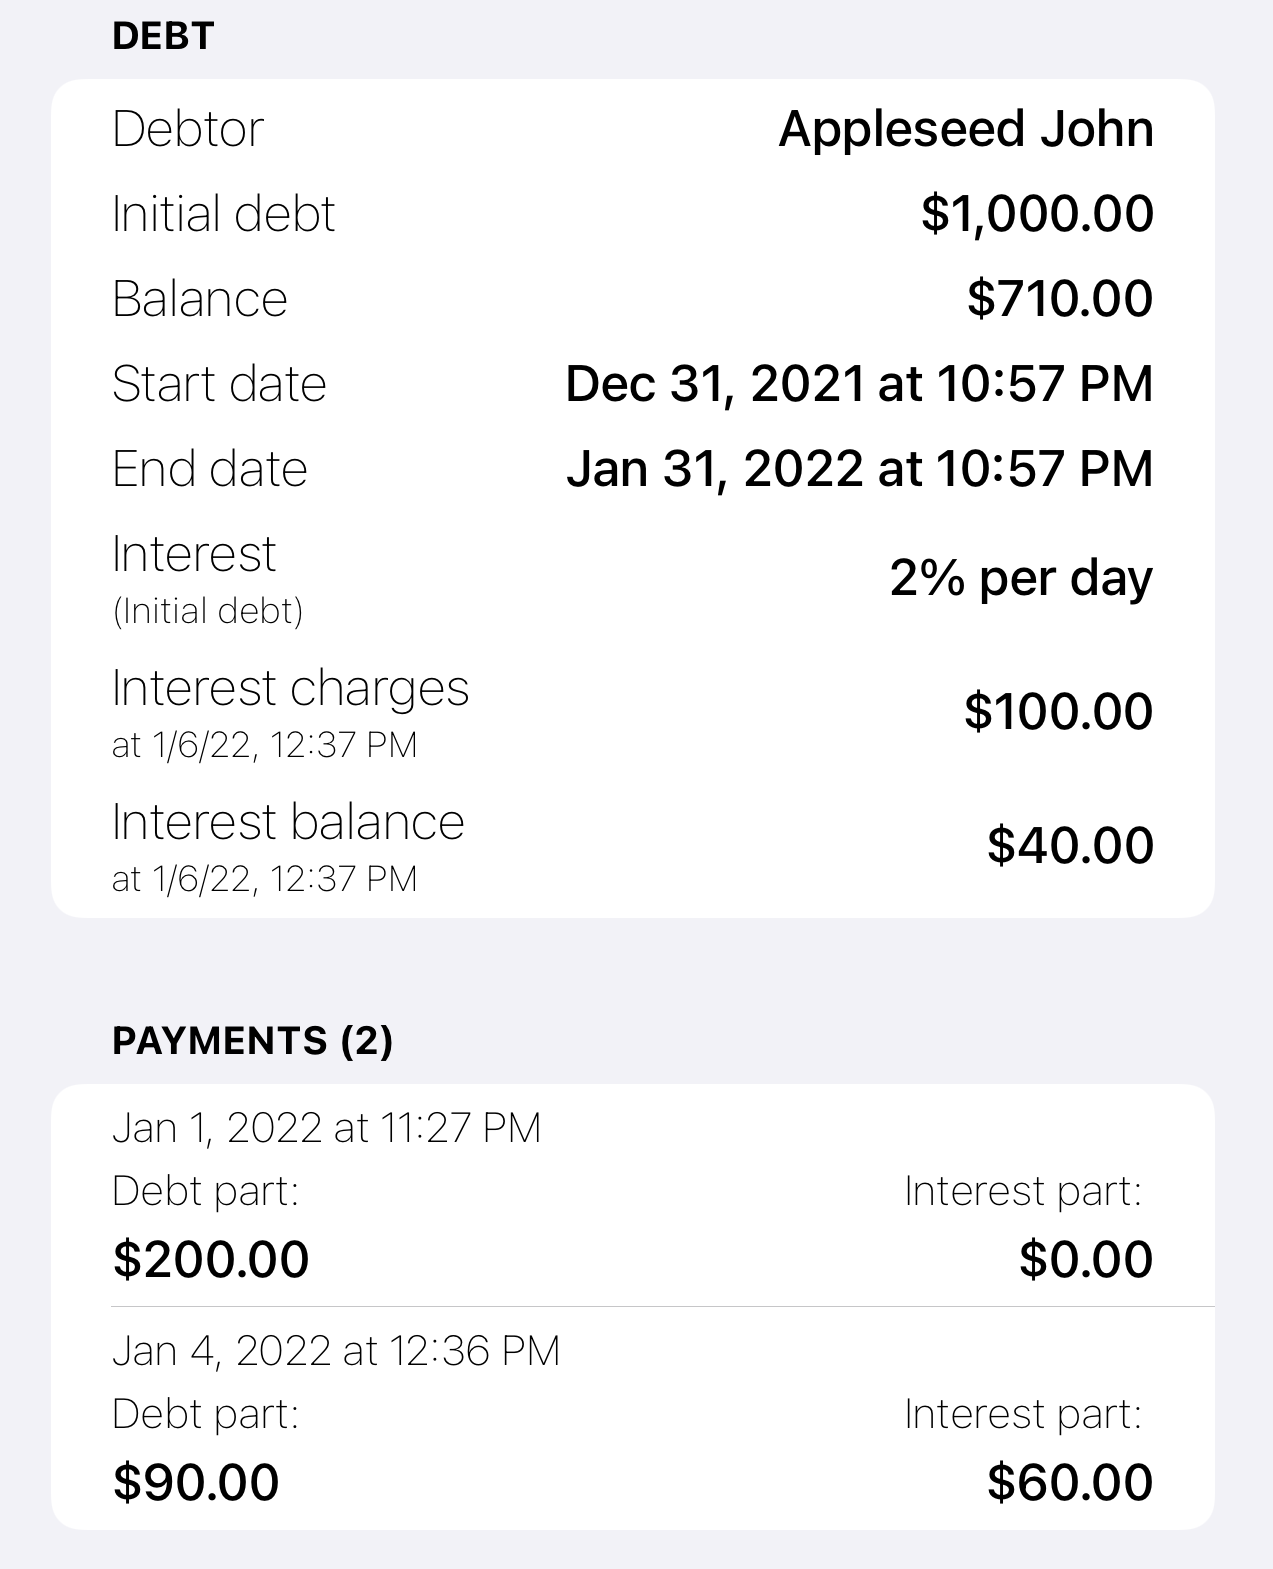 DEBT
Debtor Appleseed John
Initial debt $1,000.00
Balance $710.00
Start date Dec 31, 2021 at 10:57 PM
End date Jan 31, 2022 at 10:57 PM
Interest
(Initial debt)
2% per day
Interest charges
at 1/6/22, 12:37 PM
$100.00
Interest balance
at 1/6/22, 12:37 PM
$40.00
PAYMENTS (2)
Jan 1, 2022 at 11:27 PM
Debt part: Interest part:
$200.00 $0.00
Jan 4, 2022 at 12:36 PM
Debt part: Interest part:
$90.00 $60.00